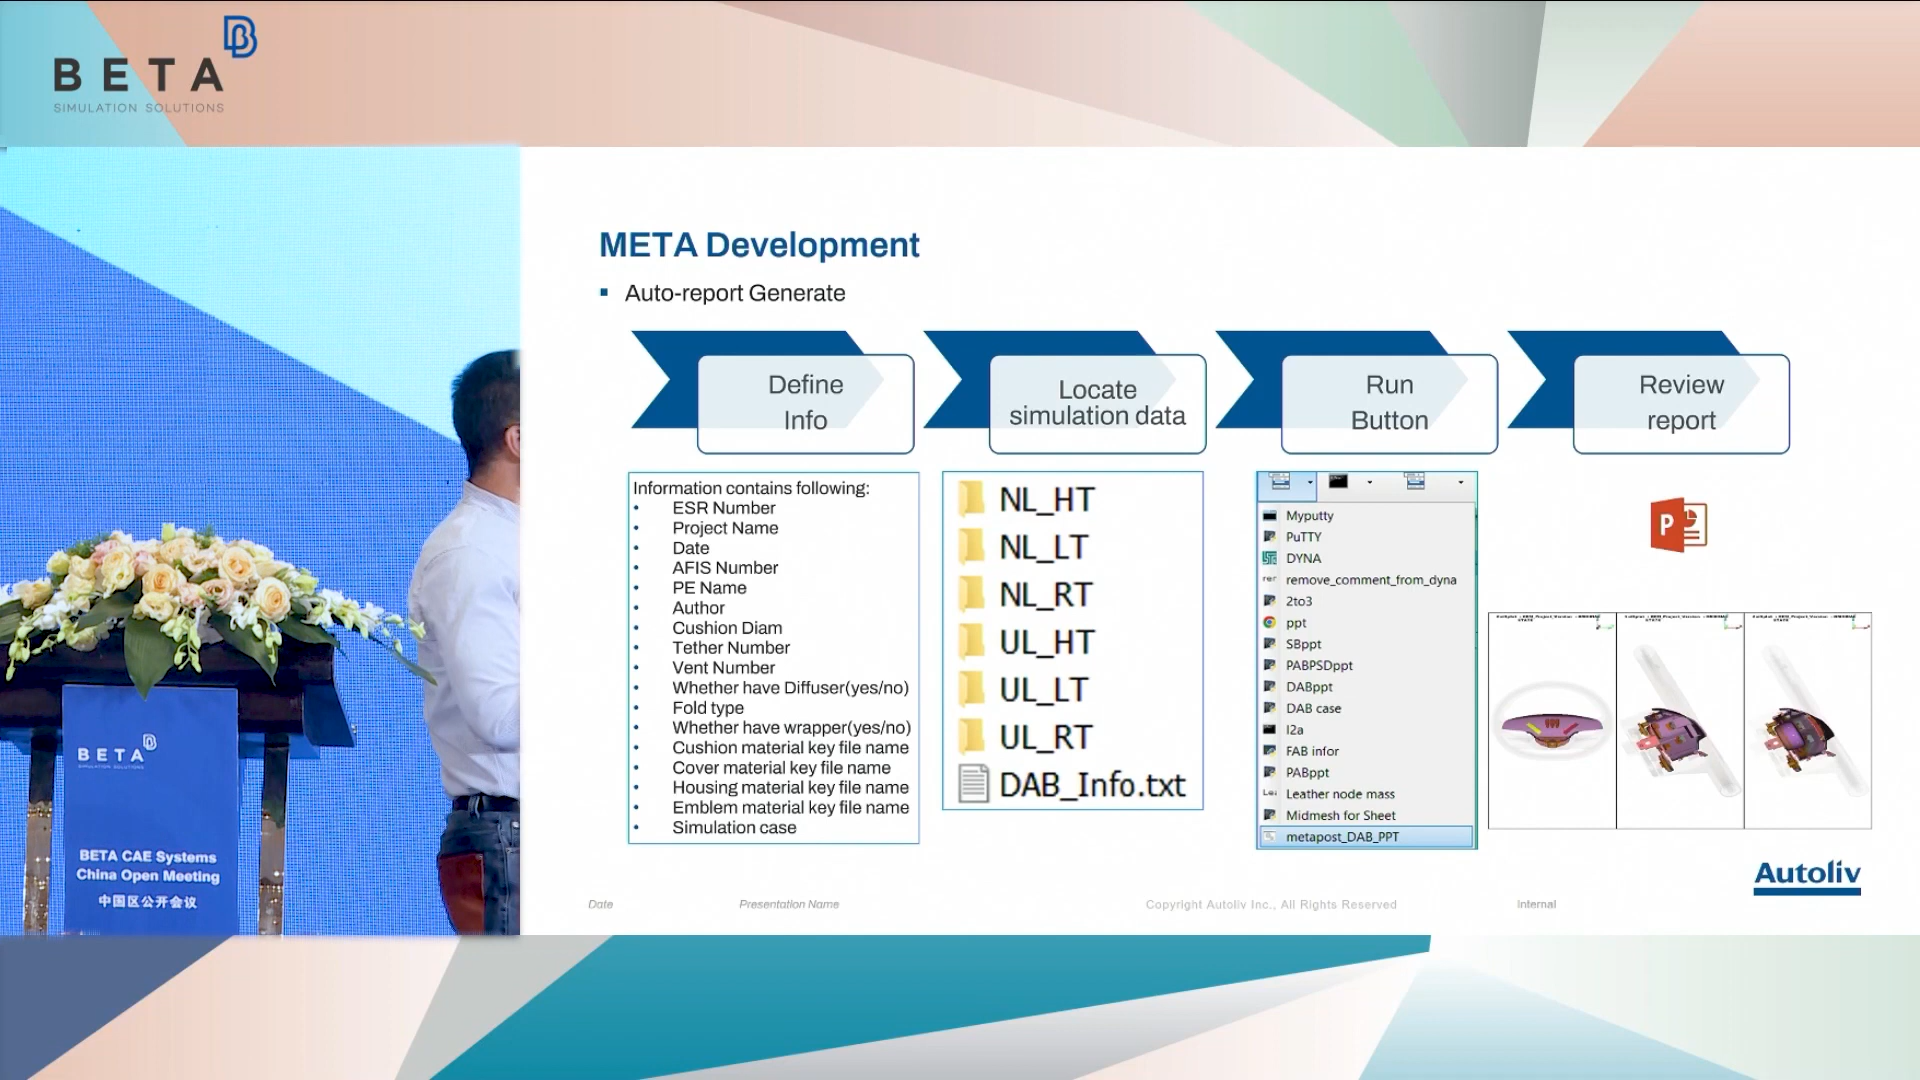 BETA
SIMULATION SOLUTIONS
META Development
Auto-report Generate
Define
Info
Locate
simulation data
Run
Button
Review
report
Information contains following:
ESR Number
Project Name
Date
AFIS Number
PE Name
Author
Cushion Diam
Tether Number
Vent Number
Whether have Diffuser(yes/no)
Fold type
Whether have wrapper(yes/no)
Cushion material key file name
Cover material key file name
Housing material key file name
Emblem material key file name
Simulation case
NL_HT
NL_LT
NL_RT
UL_HT
UL_LT
UL_RT
DAB_Info.txt
Myputty
PuTTY
DYNA
remove_comment_from_dyna
2to3
ppt
SBppt
PABPSDppt
DABppt
DAB case
I2a
FAB infor
PABppt
Leather node mass
Midmesh for Sheet
metapost_DAB_PPT
P
Autoliv
Date
Presentation Name
Copyright Autoliv Inc., All Rights Reserved
Internal
BETA
SIMULATION SOLUTIONS
BETA CAE Systems
China Open Meeting
中国区公开会议